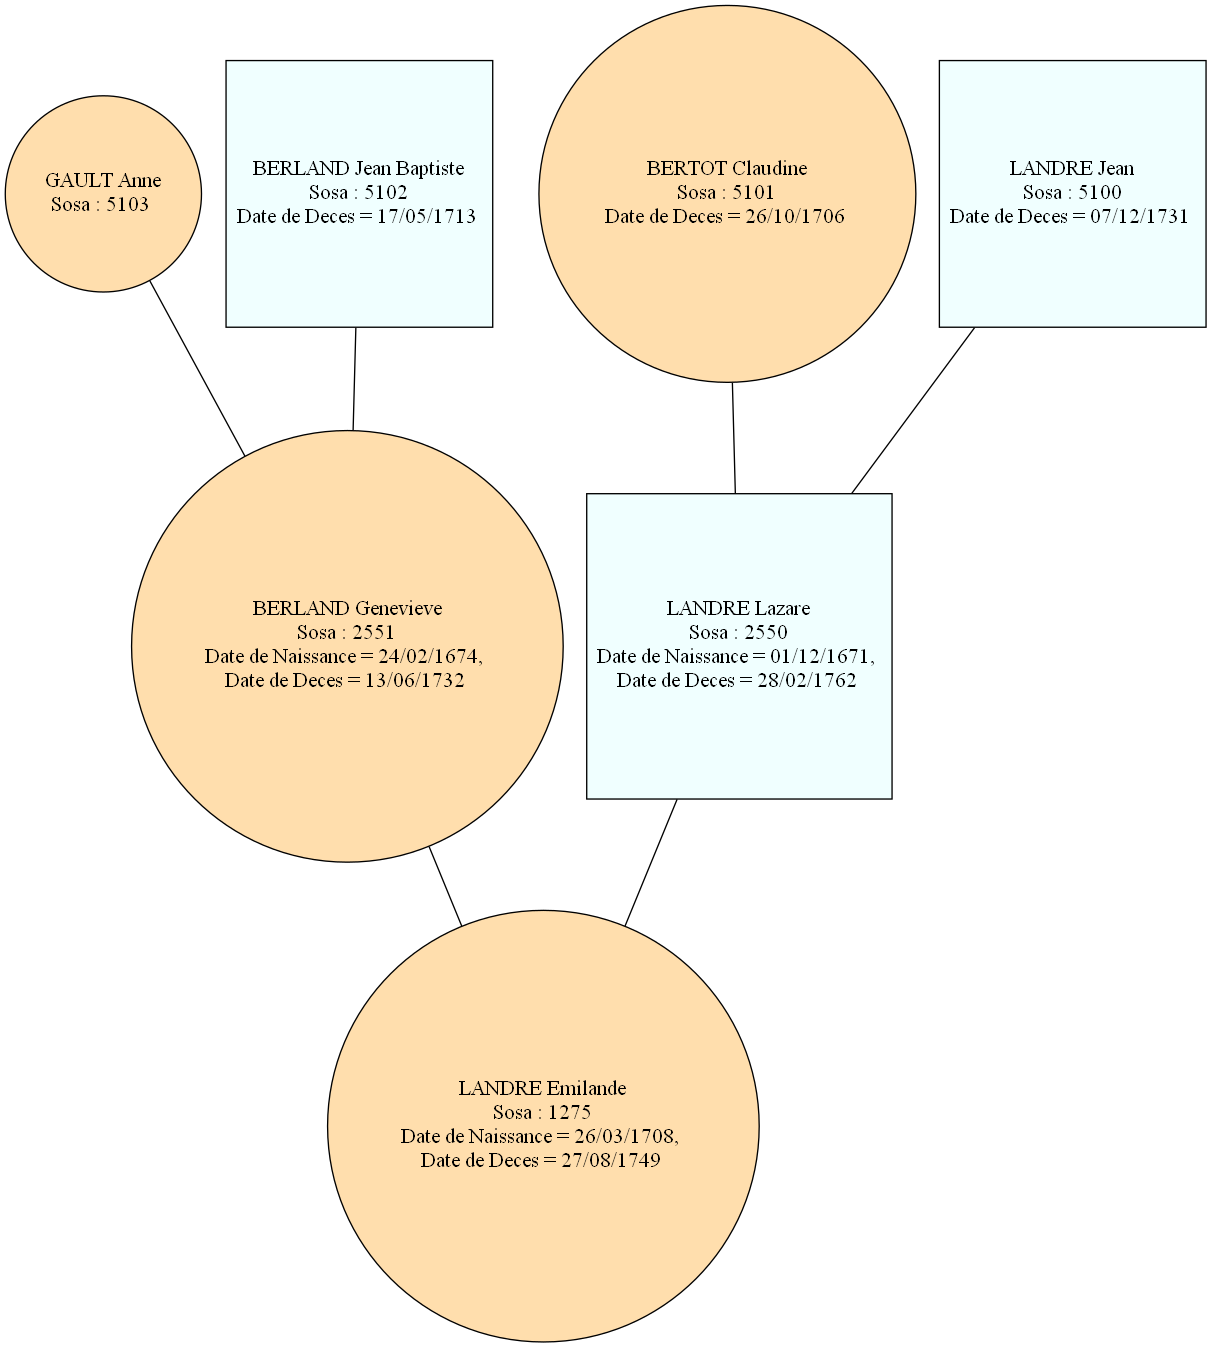 GAULT Anne
Sosa : 5103
BERLAND Jean Baptiste
Sosa : 5102
Date de Deces = 17/05/1713
BERTOT Claudine
Sosa : 5101
Date de Deces = 26/10/1706
LANDRE Jean
Sosa : 5100
Date de Deces = 07/12/1731
BERLAND Genevieve
Sosa : 2551
Date de Naissance = 24/02/1674,
Date de Deces = 13/06/1732
LANDRE Lazare
Sosa : 2550
Date de Naissance = 01/12/1671,
Date de Deces = 28/02/1762
LANDRE Emilande
Sosa : 1275
Date de Naissance = 26/03/1708,
Date de Deces = 27/08/1749